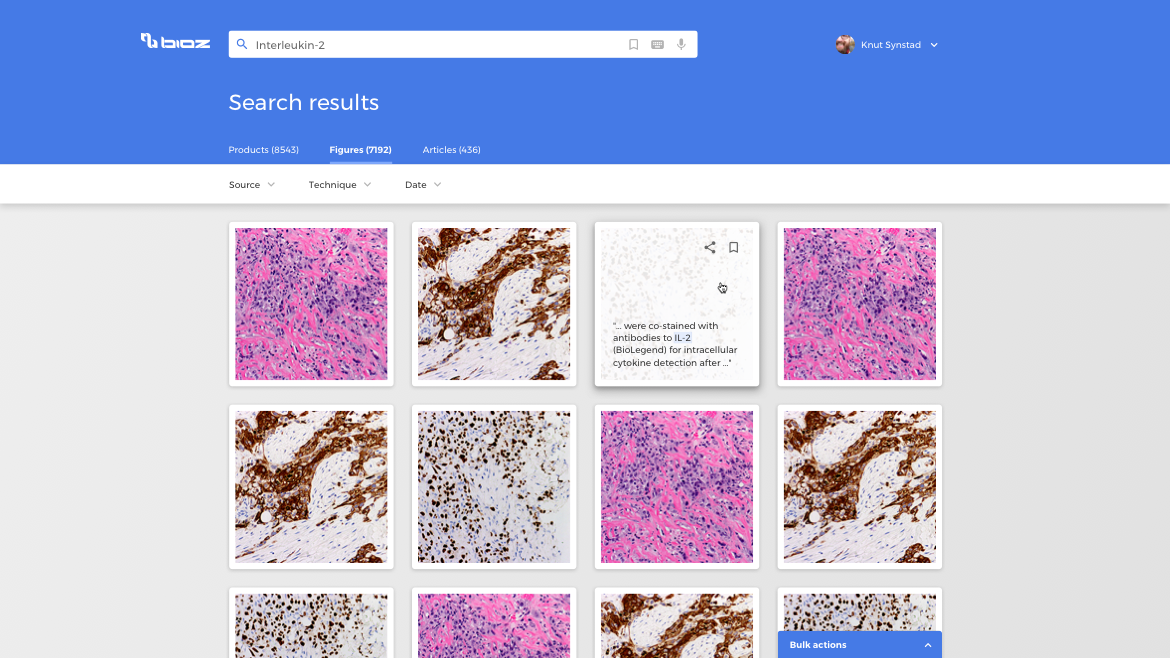 bioz
Interleukin-2
Knut Synstad
Search results
Products (8543)
Figures (7192)
Articles (436)
Source
Technique
Date
"... were co-stained with
antibodies to IL-2
(BioLegend) for intracellular
cytokine detection after ..."
Bulk actions